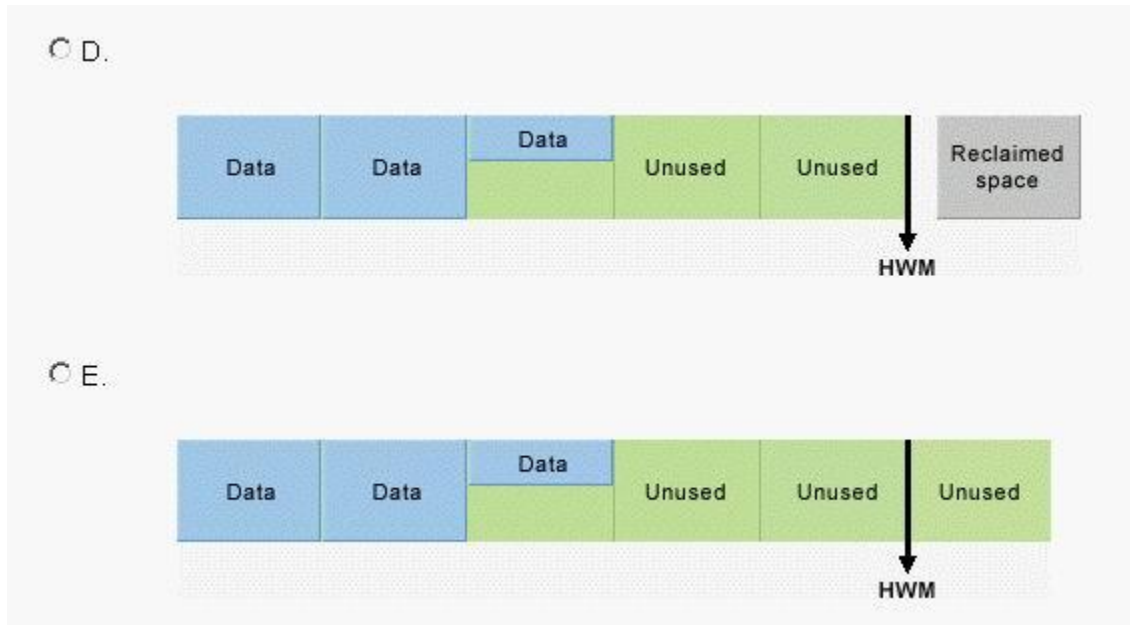 D.
Data Data Data Unused Unused Reclaimed space
HWM
E.
Data Data Data Unused Unused Unused
HWM